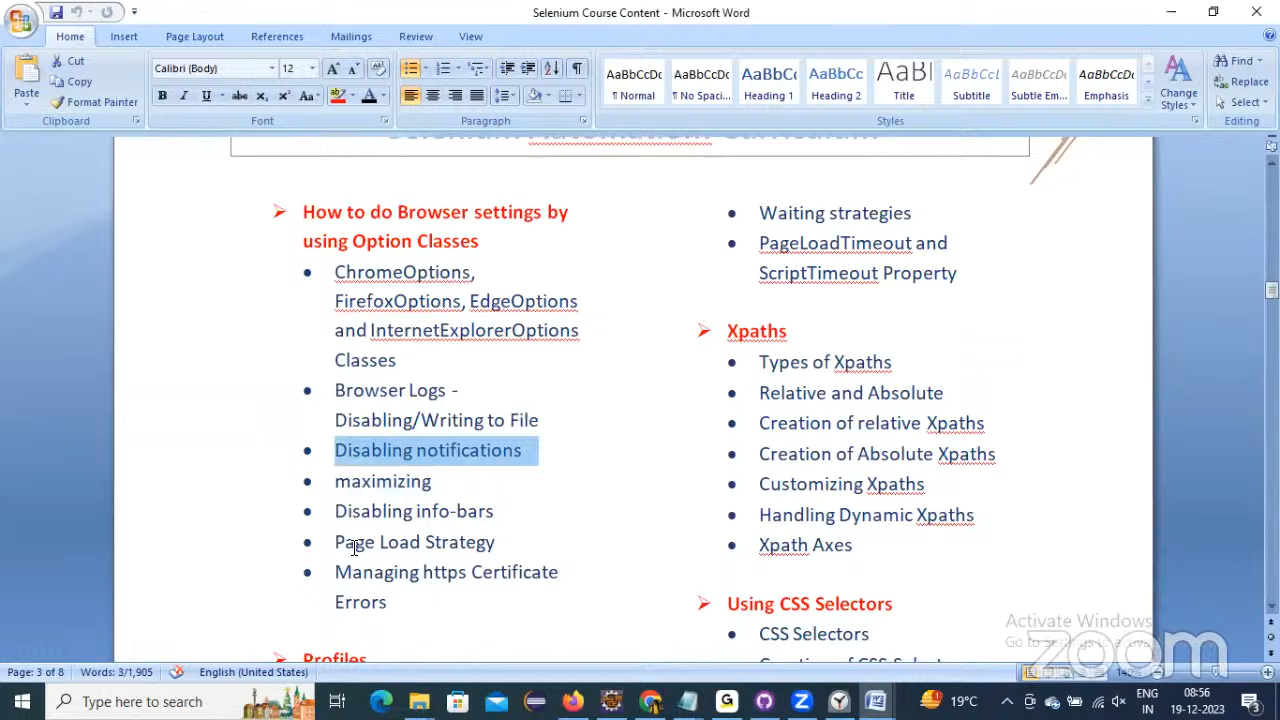 Selenium Course Content - Microsoft Word
Home Insert Page Layout References Mailings Review View
Paste Cut Copy Format Painter
Calibri (Body) 12
AaBbCcDc AaBbCcDc AaBbCc AaBbCc AaBl AaBbCcL AaBbCcDc AaBbCcDc
¶ Normal ¶ No Spaci... Heading 1 Heading 2 Title Subtitle Subtle Em... Emphasis
Change Styles
Find Replace Select
Clipboard Font Paragraph Styles Editing
How to do Browser settings by
using Option Classes
ChromeOptions,
FirefoxOptions, EdgeOptions
and InternetExplorerOptions
Classes
Browser Logs -
Disabling/Writing to File
Disabling notifications
maximizing
Disabling info-bars
Page Load Strategy
Managing https Certificate
Errors
Profiles
Waiting strategies
PageLoadTimeout and
ScriptTimeout Property
Xpaths
Types of Xpaths
Relative and Absolute
Creation of relative Xpaths
Creation of Absolute Xpaths
Customizing Xpaths
Handling Dynamic Xpaths
Xpath Axes
Using CSS Selectors
CSS Selectors
Activate Windows
zoom
Page: 3 of 8 Words: 3/1,905 English (United States)
Type here to search
19°C
ENG
IN
08:56
19-12-2023